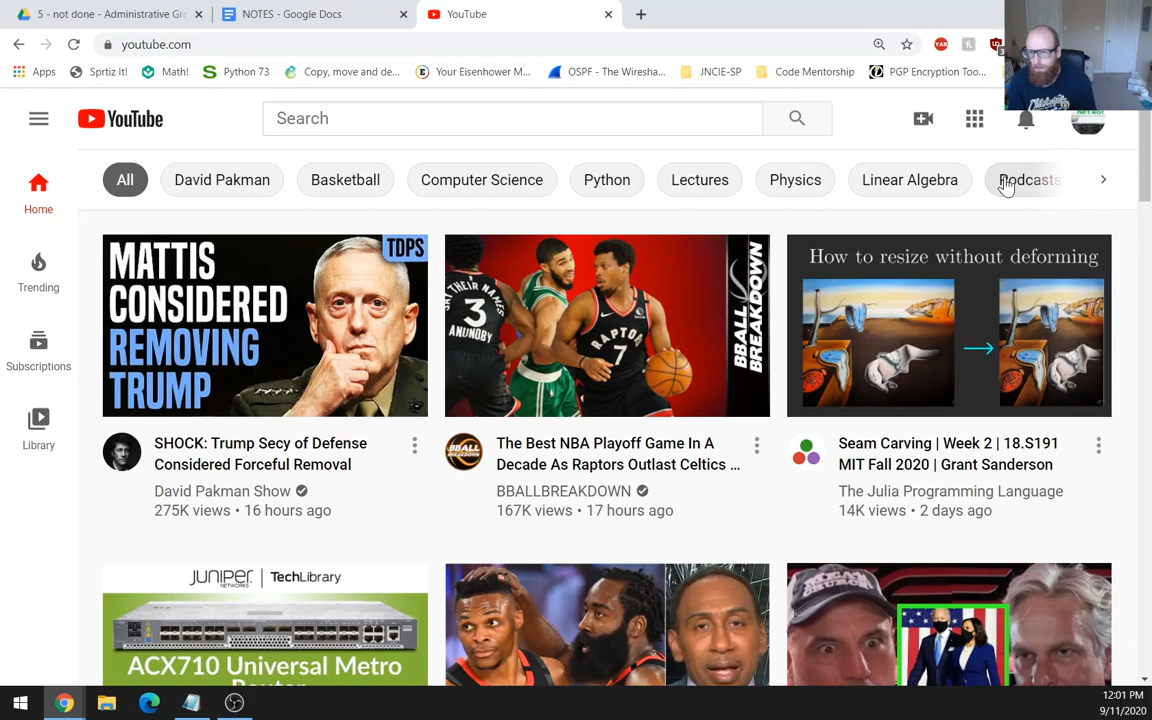 5 - not done - Administrative Gr
NOTES - Google Docs
YouTube
youtube.com
Apps
Sprtiz It!
Math!
Python 73
Copy, move and de...
Your Eisenhower M...
OSPF - The Wiresha...
JNCIE-SP
Code Mentorship
PGP Encryption Too...
YouTube
Search
Home
Trending
Subscriptions
Library
All
David Pakman
Basketball
Computer Science
Python
Lectures
Physics
Linear Algebra
Podcasts
MATTIS
CONSIDERED
REMOVING
TRUMP
TDPS
SHOCK: Trump Secy of Defense
Considered Forceful Removal
David Pakman Show
275K views • 16 hours ago
3
ANUNOBY
RAPTOR
7
BBALL
BREAKDOWN
The Best NBA Playoff Game In A
Decade As Raptors Outlast Celtics ...
BBALLBREAKDOWN
167K views • 17 hours ago
How to resize without deforming
Seam Carving | Week 2 | 18.S191
MIT Fall 2020 | Grant Sanderson
The Julia Programming Language
14K views • 2 days ago
JUNIPER NETWORKS | TechLibrary
ACX710 Universal Metro
12:01 PM
9/11/2020